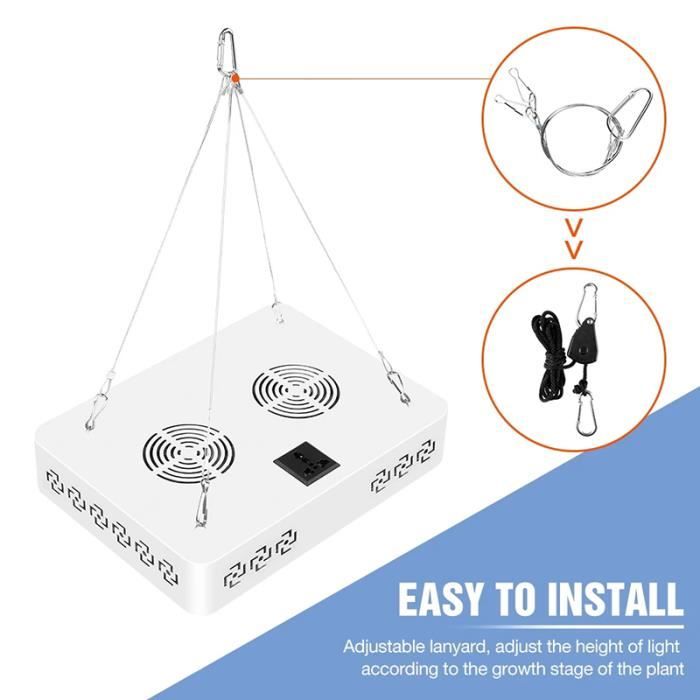 EASY TO INSTALL
Adjustable lanyard, adjust the height of light
according to the growth stage of the plant